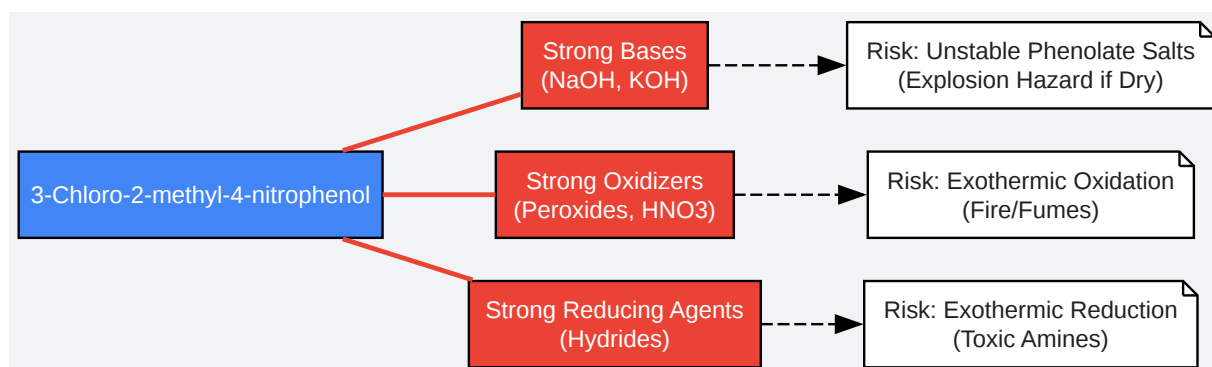 Strong Bases
(NaOH, KOH)
Risk: Unstable Phenolate Salts
(Explosion Hazard if Dry)
3-Chloro-2-methyl-4-nitrophenol
Strong Oxidizers
(Peroxides, HNO3)
Risk: Exothermic Oxidation
(Fire/Fumes)
Strong Reducing Agents
(Hydrides)
Risk: Exothermic Reduction
(Toxic Amines)